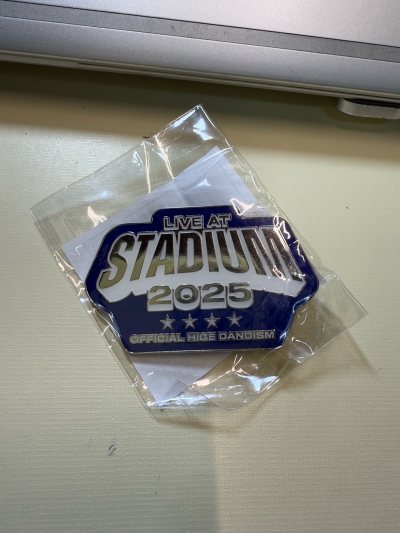 LIVE AT
STADIUM
2025
OFFICIAL HIGE DANDISM